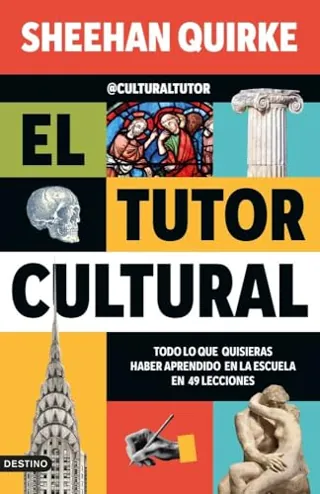 SHEEHAN QUIRKE
@CULTURALTUTOR
EL
TUTOR
CULTURAL
TODO LO QUE QUISIERAS
HABER APRENDIDO EN LA ESCUELA
EN 49 LECCIONES
DESTINO